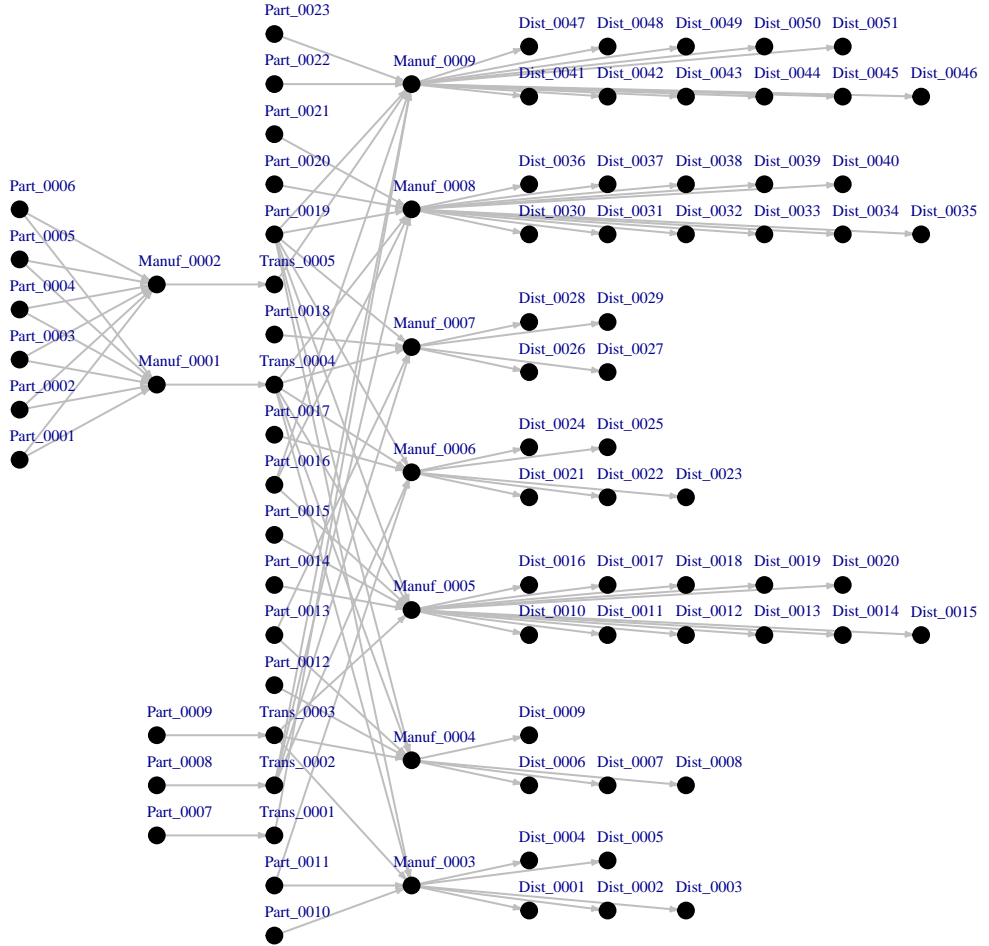 Part_0023
Dist_0047 Dist_0048 Dist_0049 Dist_0050 Dist_0051
Part_0022
Manuf_0009
Dist_0041 Dist_0042 Dist_0043 Dist_0044 Dist_0045 Dist_0046
Part_0021
Part_0020
Dist_0036 Dist_0037 Dist_0038 Dist_0039 Dist_0040
Part_0006
Manuf_0008
Part_0019
Dist_0030 Dist_0031 Dist_0032 Dist_0033 Dist_0034 Dist_0035
Part_0005
Manuf_0002
Trans_0005
Part_0004
Dist_0028 Dist_0029
Part_0018
Manuf_0007
Part_0003
Dist_0026 Dist_0027
Manuf_0001
Trans_0004
Part_0002
Part_0017
Dist_0024 Dist_0025
Part_0001
Manuf_0006
Part_0016
Dist_0021 Dist_0022 Dist_0023
Part_0015
Part_0014
Dist_0016 Dist_0017 Dist_0018 Dist_0019 Dist_0020
Manuf_0005
Part_0013
Dist_0010 Dist_0011 Dist_0012 Dist_0013 Dist_0014 Dist_0015
Part_0012
Part_0009
Trans_0003
Dist_0009
Manuf_0004
Part_0008
Trans_0002
Dist_0006 Dist_0007 Dist_0008
Part_0007
Trans_0001
Dist_0004 Dist_0005
Part_0011
Manuf_0003
Dist_0001 Dist_0002 Dist_0003
Part_0010